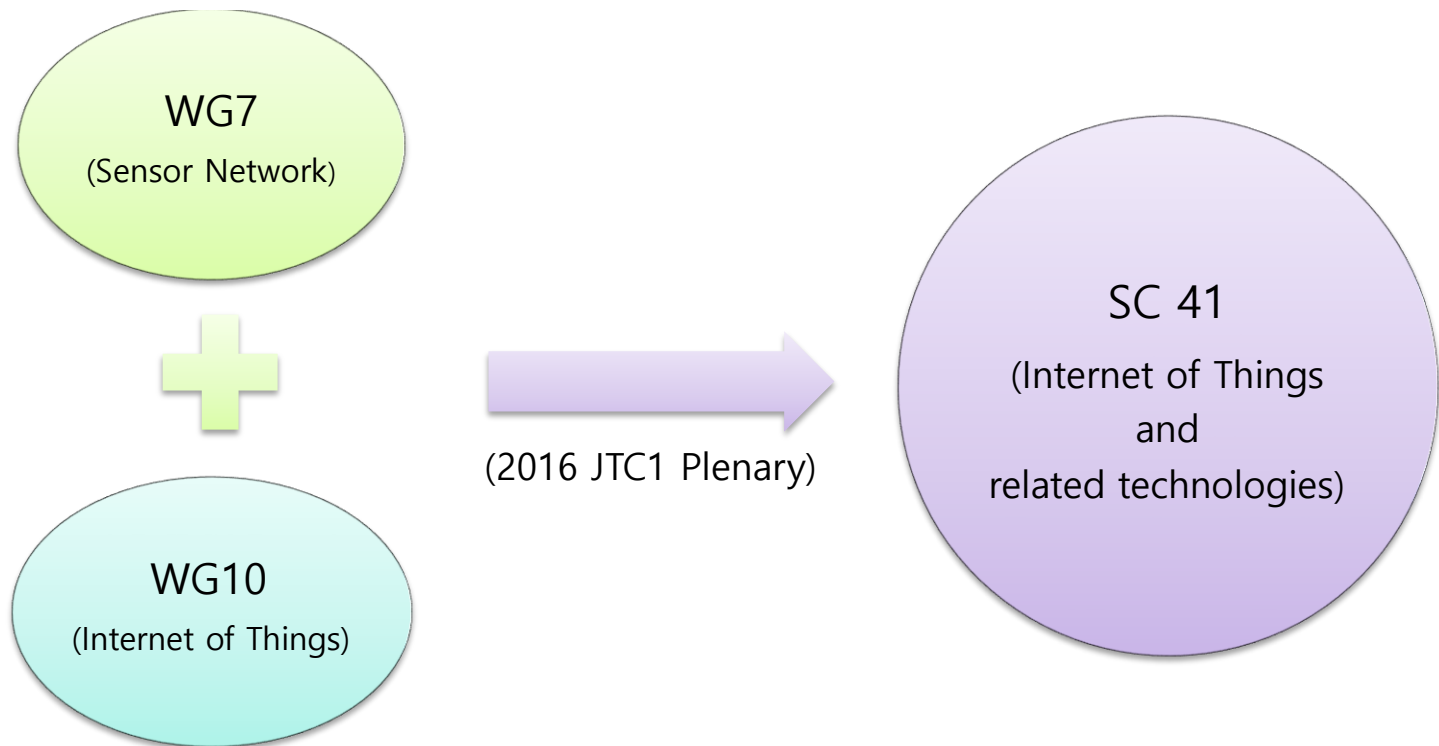 WG7
(Sensor Network)
WG10
(Internet of Things)
(2016 JTC1 Plenary)
SC 41
(Internet of Things
and
related technologies)